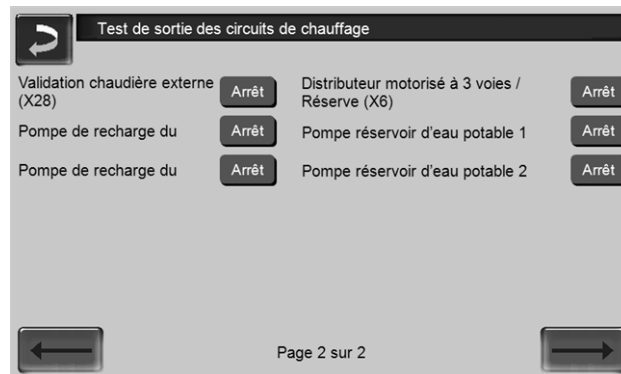 Test de sortie des circuits de chauffage
Validation chaudière externe
(X28)
Arrêt
Distributeur motorisé à 3 voies /
Réserve (X6)
Arrêt
Pompe de recharge du
Arrêt
Pompe réservoir d'eau potable 1
Arrêt
Pompe de recharge du
Arrêt
Pompe réservoir d'eau potable 2
Arrêt
Page 2 sur 2